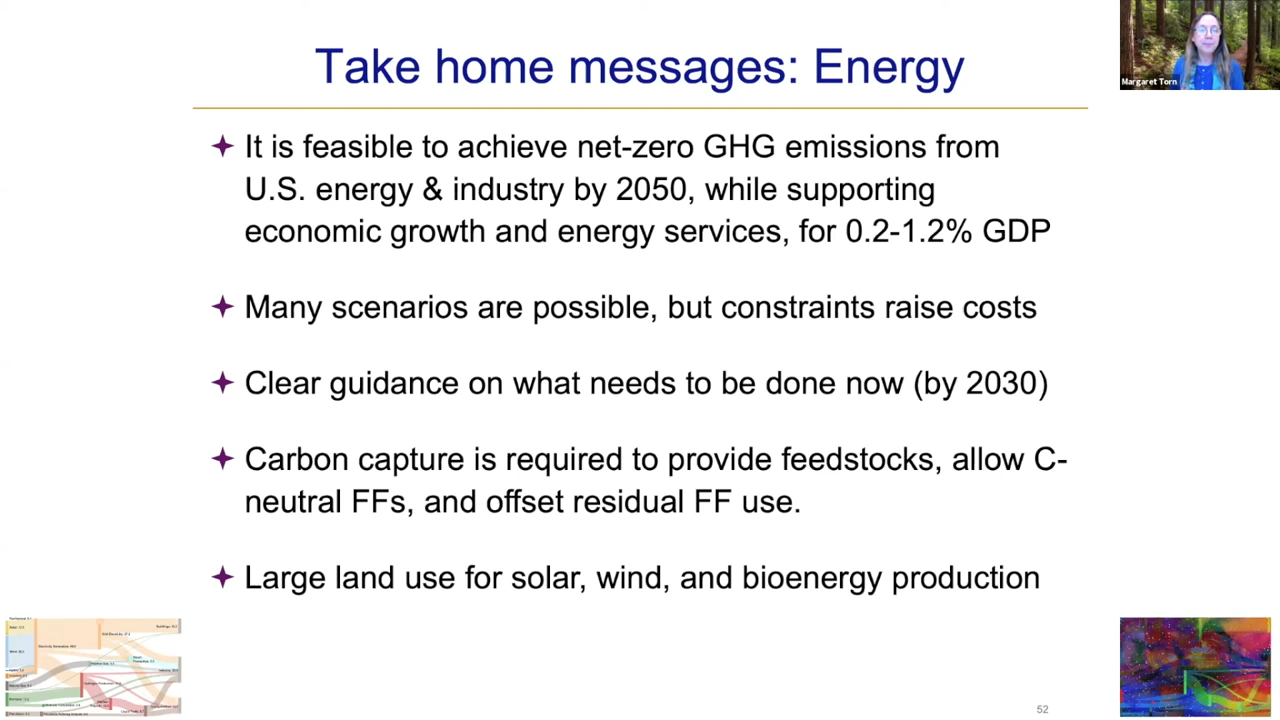 Take home messages: Energy
Margaret Torn
It is feasible to achieve net-zero GHG emissions from
U.S. energy & industry by 2050, while supporting
economic growth and energy services, for 0.2-1.2% GDP
Many scenarios are possible, but constraints raise costs
Clear guidance on what needs to be done now (by 2030)
Carbon capture is required to provide feedstocks, allow C-
neutral FFs, and offset residual FF use.
Large land use for solar, wind, and bioenergy production
52